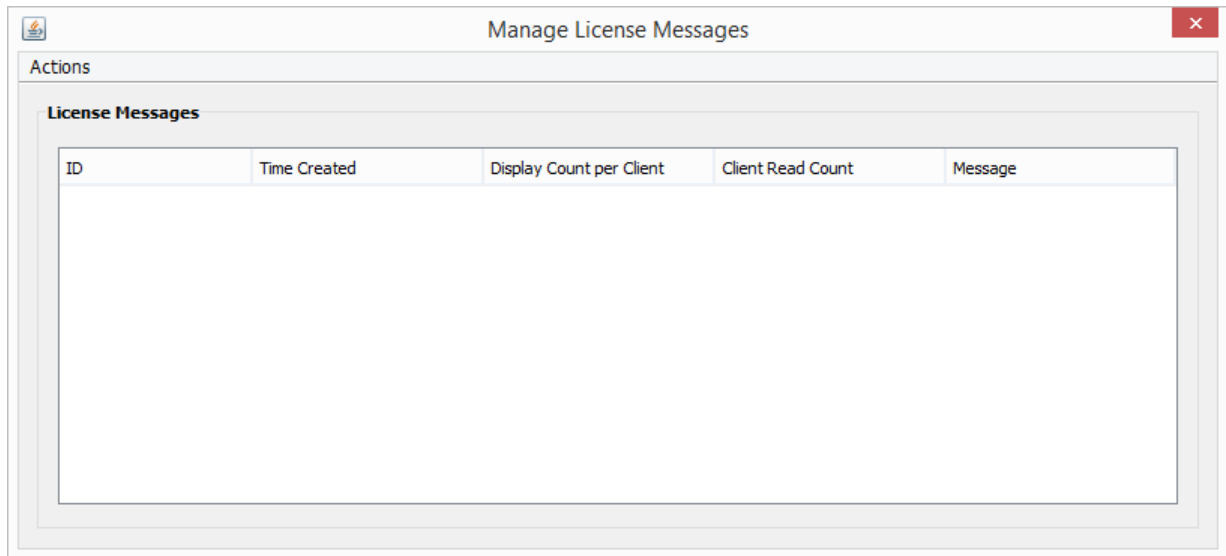 Manage License Messages
Actions
License Messages
ID Time Created Display Count per Client Client Read Count Message